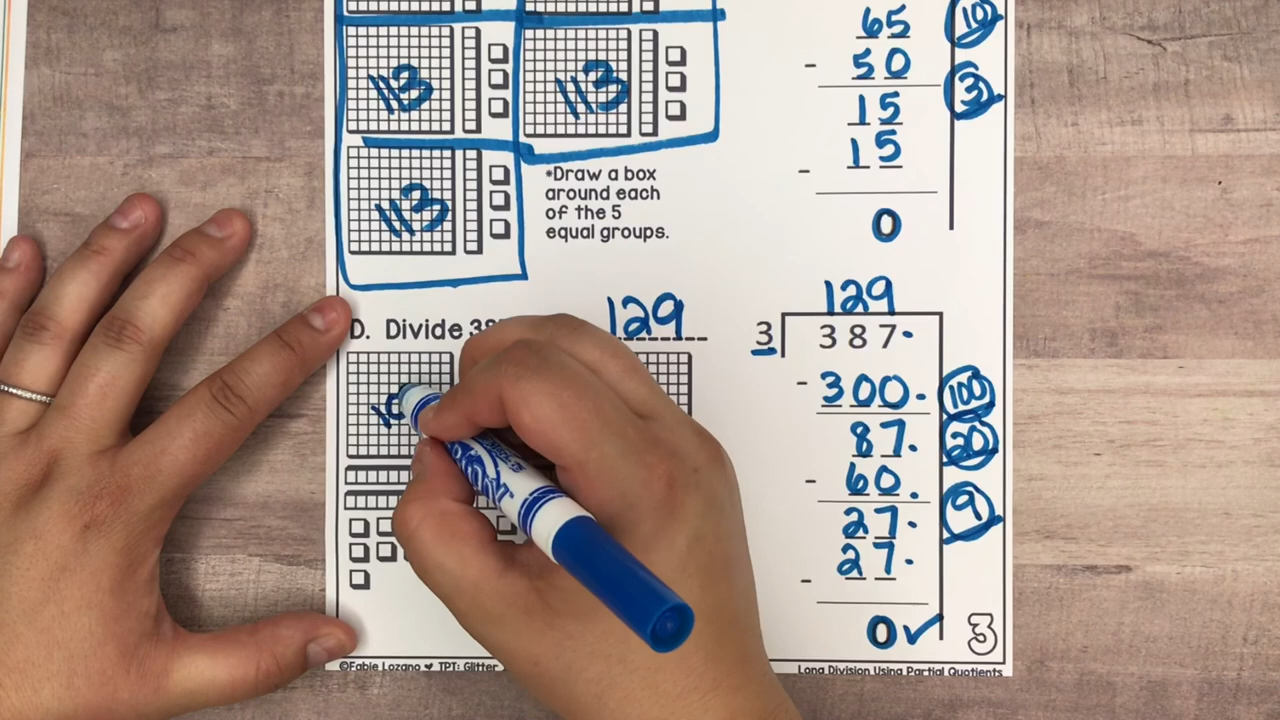 65
10
- 50
3
15
- 15
0
113
113
113
*Draw a box
around each
of the 5
equal groups.
D. Divide
129
129
3 387.
- 300. 100
87. 20
- 60.
27. 9
- 27.
0✓
3
©Fabie Lozano ♥ TPT: Glitter
Long Division Using Partial Quotients